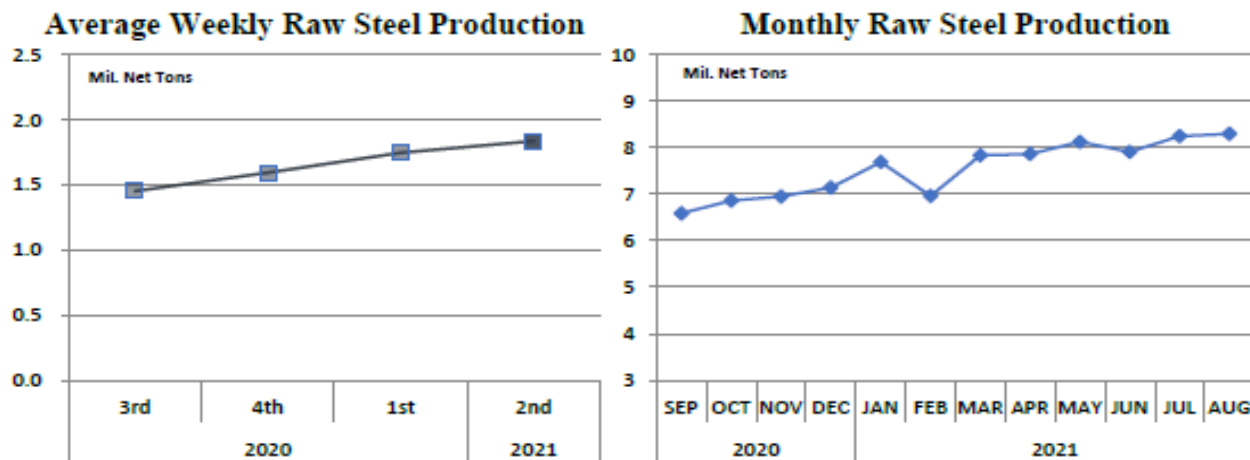 Average Weekly Raw Steel Production
Mil. Net Tons
2.5
2.0
1.5
1.0
0.5
0.0
3rd 4th 1st 2nd
2020 2021
Monthly Raw Steel Production
Mil. Net Tons
10
9
8
7
6
5
4
3
SEP OCT NOV DEC JAN FEB MAR APR MAY JUN JUL AUG
2020 2021